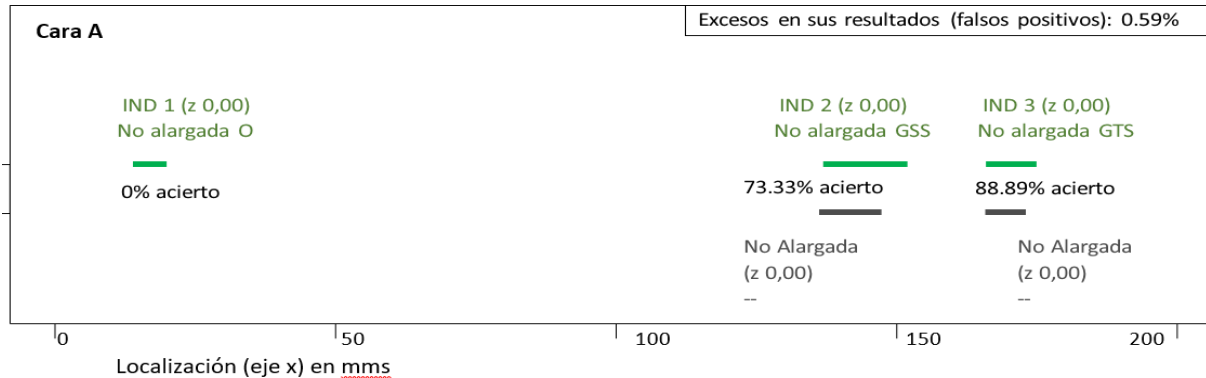 Excesos en sus resultados (falsos positivos): 0.59%
Cara A
IND 1 (z 0,00)
No alargada O
0% acierto
IND 2 (z 0,00)
No alargada GSS
73.33% acierto
No Alargada
(z 0,00)
--
IND 3 (z 0,00)
No alargada GTS
88.89% acierto
No Alargada
(z 0,00)
--
0 50 100 150 200
Localización (eje x) en mms